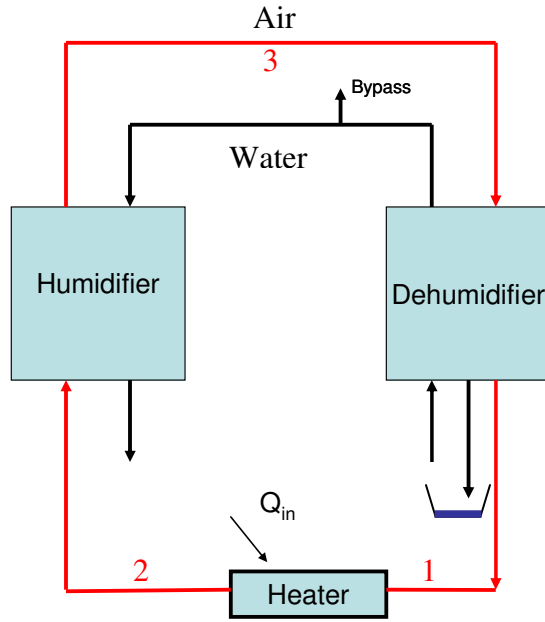 Air
3
Bypass
Water
Humidifier
Dehumidifier
Qin
2
1
Heater